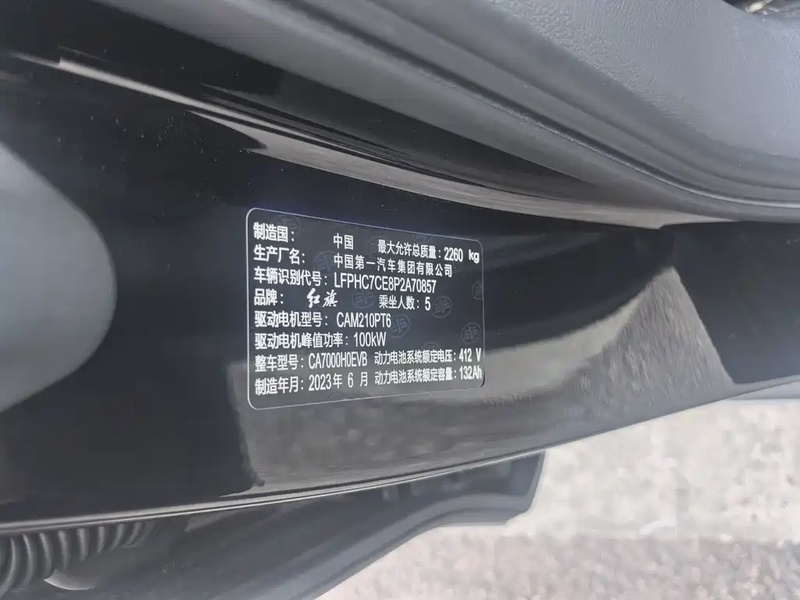 制造国： 中国 最大允许总质量：2260 kg
生产厂名： 中国第一汽车集团有限公司
车辆识别代号：LFPHC7CE8P2A70857
品牌： 红旗 乘坐人数：5
驱动电机型号：CAM210PT6
驱动电机峰值功率：100kW
整车型号：CA7000H0EVB 动力电池系统额定电压：412 V
制造年月：2023年 6 月 动力电池系统额定容量：132Ah